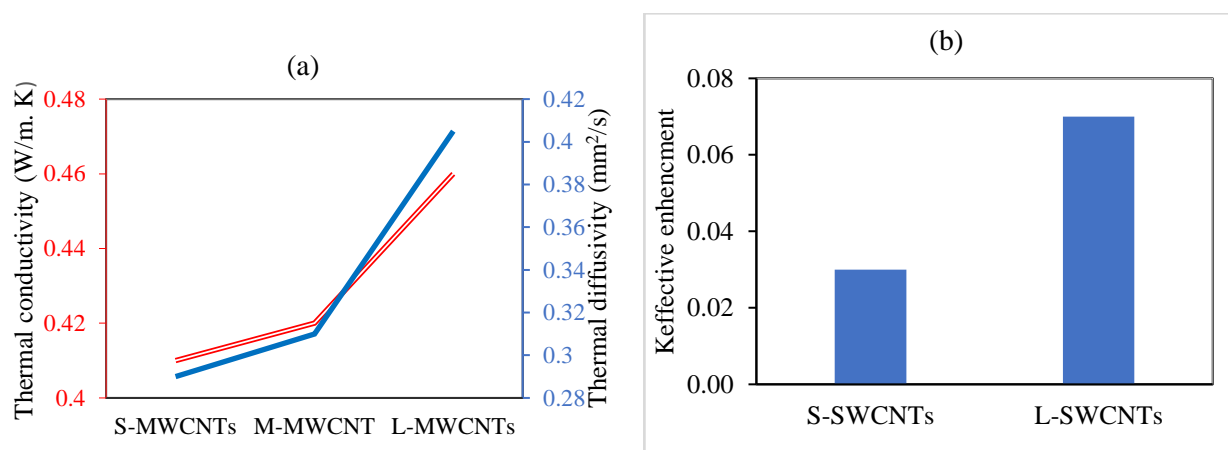 (a)
Thermal conductivity (W/m. K)
0.48
0.46
0.44
0.42
0.4
0.42
0.4
0.38
0.36
0.34
0.32
0.3
0.28
Thermal diffusivity (mm²/s)
S-MWCNTs M-MWCNT L-MWCNTs
(b)
Keffective enhencment
0.08
0.06
0.04
0.02
0.00
S-SWCNTs L-SWCNTs